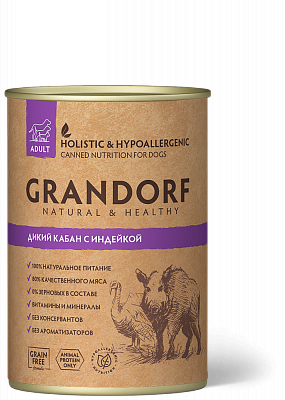 ADULT
HOLISTIC & HYPOALLERGENIC
CANNED NUTRITION FOR DOGS
GRANDORF
NATURAL & HEALTHY
ДИКИЙ КАБАН С ИНДЕЙКОЙ
✓ 100% НАТУРАЛЬНОЕ ПИТАНИЕ
✓ 80% КАЧЕСТВЕННОГО МЯСА
✓ 0% ЗЕРНОВЫХ В СОСТАВЕ
✓ ВИТАМИНЫ И МИНЕРАЛЫ
✓ БЕЗ КОНСЕРВАНТОВ
✓ БЕЗ АРОМАТИЗАТОРОВ
GRAIN
FREE
ANIMAL
PROTEIN
ONLY